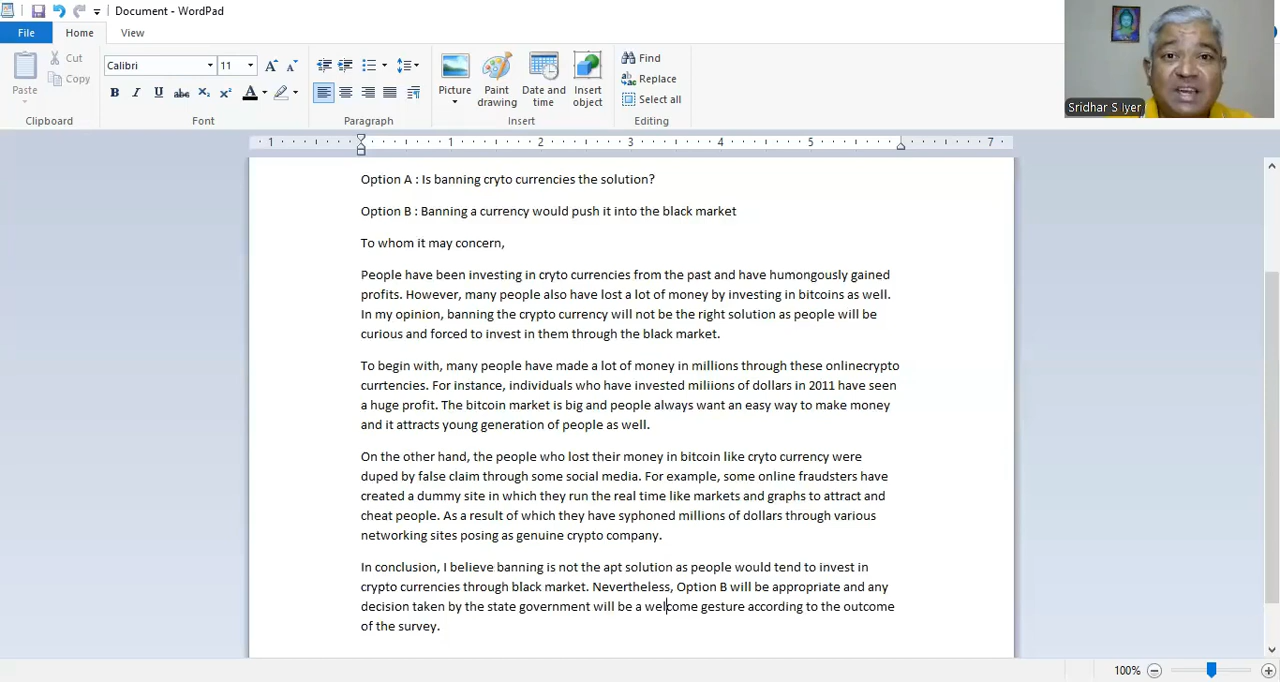 Document - WordPad
File Home View
Paste Cut Copy
Clipboard
Calibri 11
B I U abc X₂ X² A
Font
Paragraph
Picture
Paint drawing
Date and time
Insert object
Insert
Find
Replace
Select all
Editing
Sridhar S Iyer
1 1 2 3 4 5 7
Option A : Is banning cryto currencies the solution?
Option B : Banning a currency would push it into the black market
To whom it may concern,
People have been investing in cryto currencies from the past and have humongously gained
profits. However, many people also have lost a lot of money by investing in bitcoins as well.
In my opinion, banning the crypto currency will not be the right solution as people will be
curious and forced to invest in them through the black market.
To begin with, many people have made a lot of money in millions through these onlinecrypto
currtencies. For instance, individuals who have invested miliions of dollars in 2011 have seen
a huge profit. The bitcoin market is big and people always want an easy way to make money
and it attracts young generation of people as well.
On the other hand, the people who lost their money in bitcoin like cryto currency were
duped by false claim through some social media. For example, some online fraudsters have
created a dummy site in which they run the real time like markets and graphs to attract and
cheat people. As a result of which they have syphoned millions of dollars through various
networking sites posing as genuine crypto company.
In conclusion, I believe banning is not the apt solution as people would tend to invest in
crypto currencies through black market. Nevertheless, Option B will be appropriate and any
decision taken by the state government will be a welcome gesture according to the outcome
of the survey.
100%